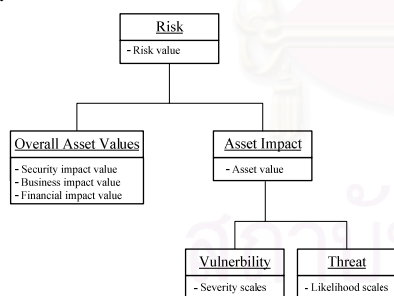 Risk
- Risk value
Overall Asset Values
- Security impact value
- Business impact value
- Financial impact value
Asset Impact
- Asset value
Vulnerbility
- Severity scales
Threat
- Likelihood scales